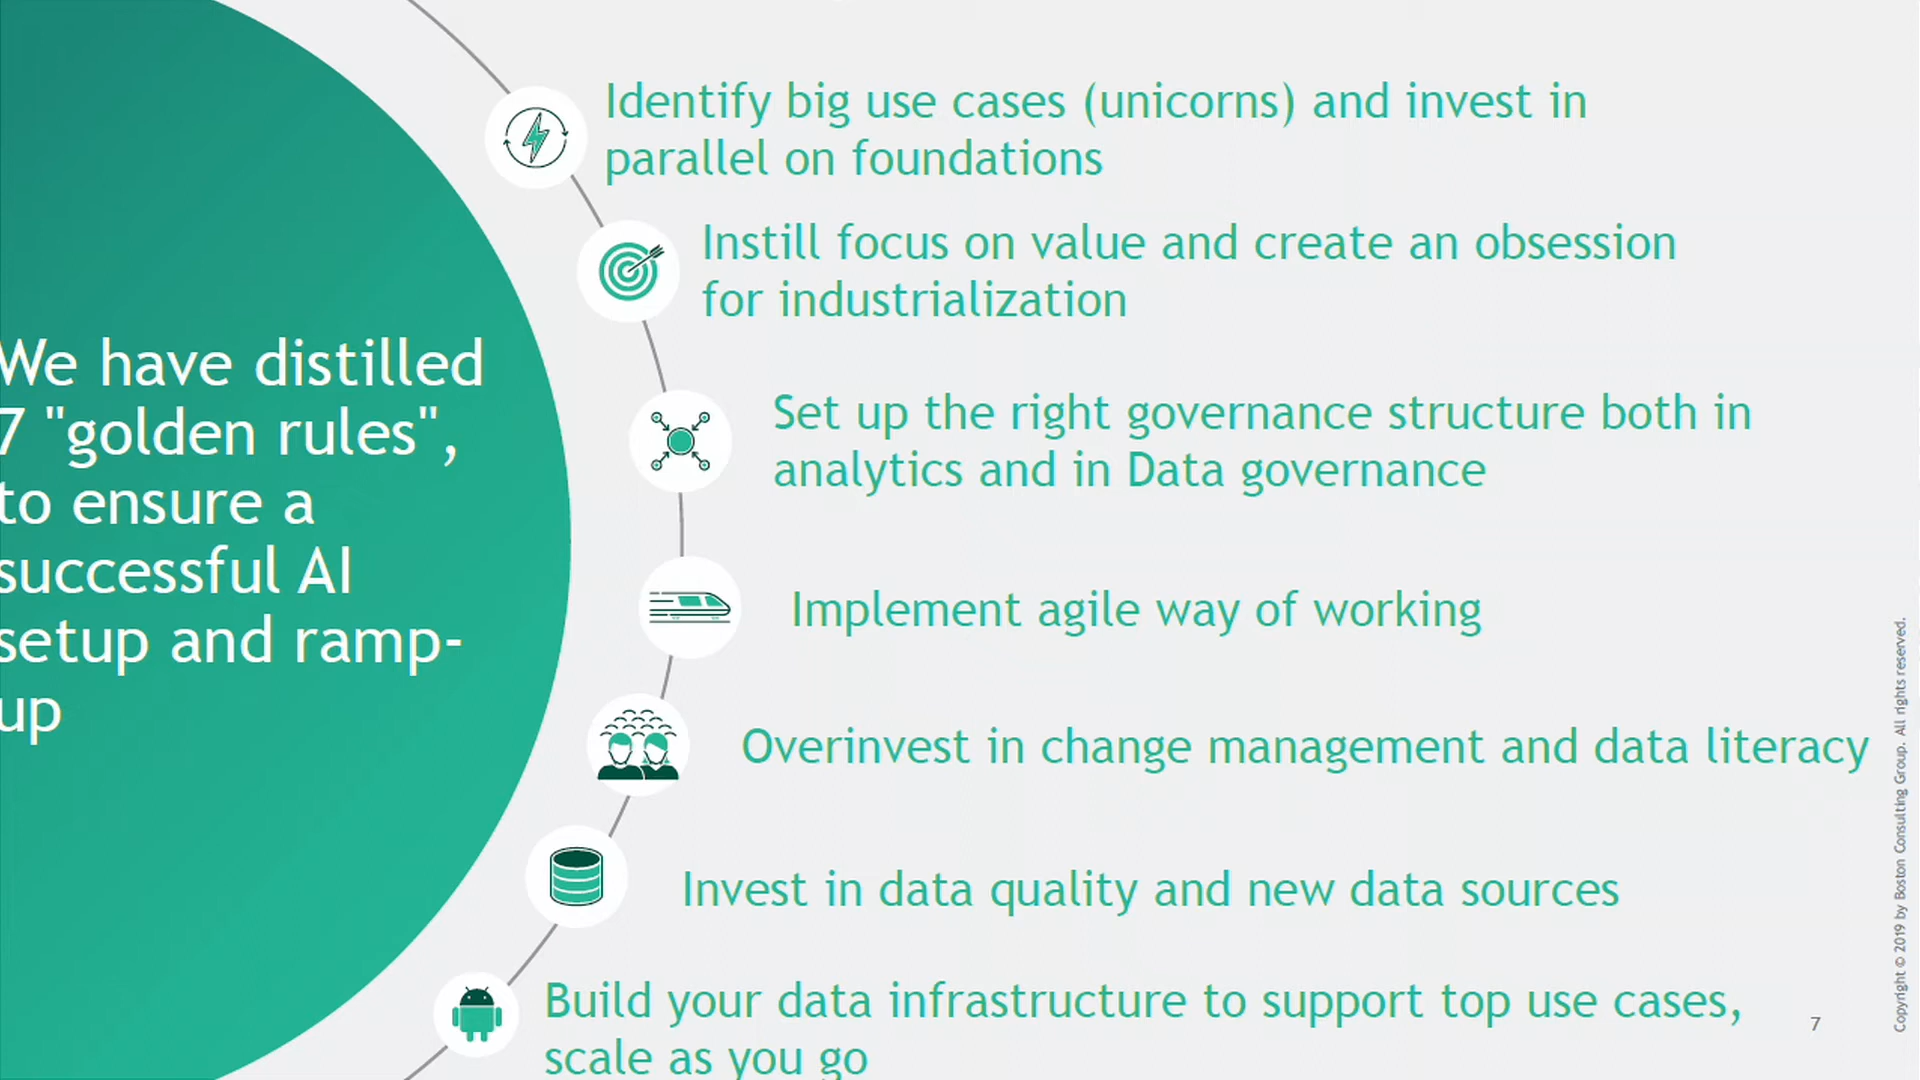 We have distilled
7 "golden rules",
to ensure a
successful AI
setup and ramp-
up
Identify big use cases (unicorns) and invest in
parallel on foundations
Instill focus on value and create an obsession
for industrialization
Set up the right governance structure both in
analytics and in Data governance
Implement agile way of working
Overinvest in change management and data literacy
Invest in data quality and new data sources
Build your data infrastructure to support top use cases,
scale as you go
7
Copyright © 2019 by Boston Consulting Group. All rights reserved.